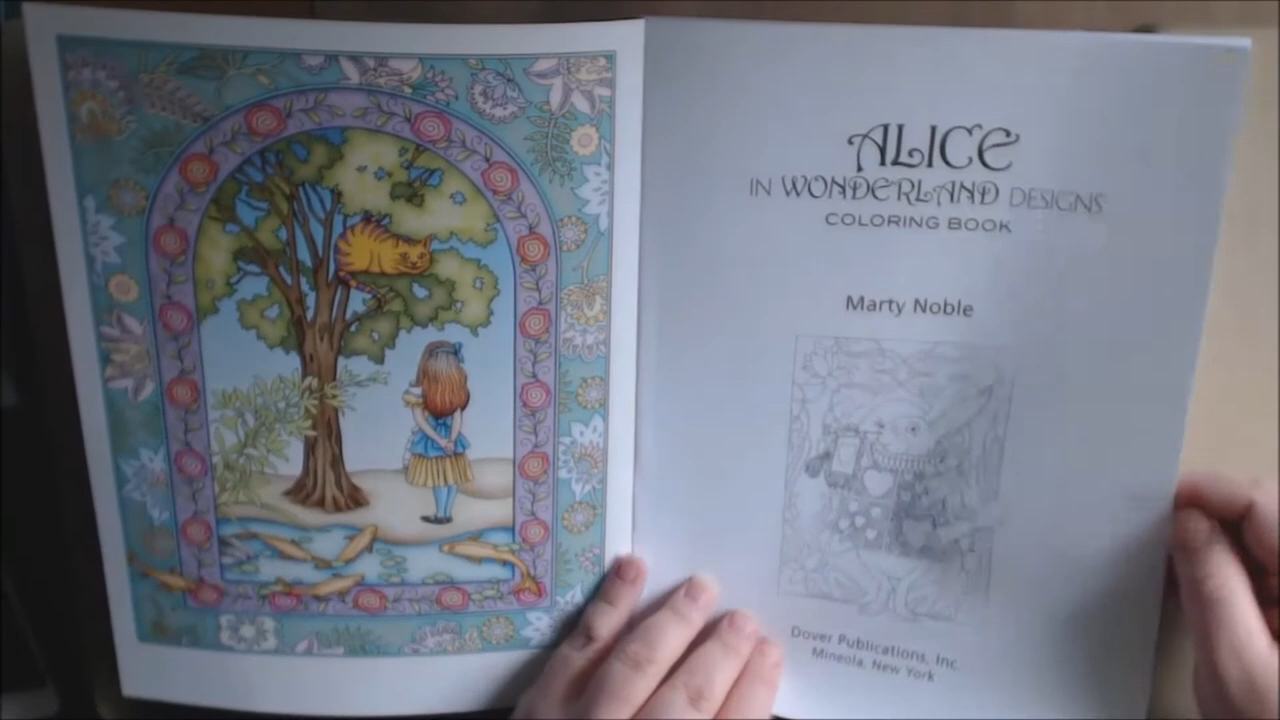 ALICE
IN WONDERLAND DESIGNS
COLORING BOOK
Marty Noble
Dover Publications, Inc.
Mineola, New York